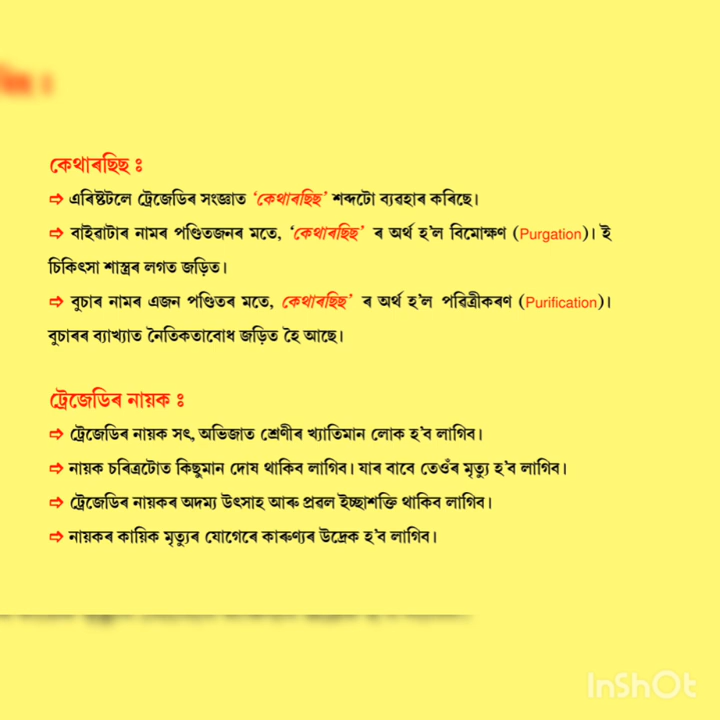 কেথাৰছিছ ঃ
⇨ এৰিষ্টটলে ট্ৰেজেডিৰ সংজ্ঞাত ‘কেথাৰছিছ’ শব্দটো ব্যৱহাৰ কৰিছে।
⇨ বাইৱাটাৰ নামৰ পণ্ডিতজনৰ মতে, ‘কেথাৰছিছ’ ৰ অৰ্থ হ’ল বিমোক্ষণ (Purgation)। ই
চিকিৎসা শাস্ত্ৰৰ লগত জড়িত।
⇨ বুচাৰ নামৰ এজন পণ্ডিতৰ মতে, কেথাৰছিছ’ ৰ অৰ্থ হ’ল পৱিত্ৰীকৰণ (Purification)।
বুচাৰৰ ব্যাখ্যাত নৈতিকতাবোধ জড়িত হৈ আছে।
ট্ৰেজেডিৰ নায়ক ঃ
⇨ ট্ৰেজেডিৰ নায়ক সৎ, অভিজাত শ্ৰেণীৰ খ্যাতিমান লোক হ’ব লাগিব।
⇨ নায়ক চৰিত্ৰটোত কিছুমান দোষ থাকিব লাগিব। যাৰ বাবে তেওঁৰ মৃত্যু হ’ব লাগিব।
⇨ ট্ৰেজেডিৰ নায়কৰ অদম্য উৎসাহ আৰু প্ৰৱল ইচ্ছাশক্তি থাকিব লাগিব।
⇨ নায়কৰ কায়িক মৃত্যুৰ যোগেৰে কাৰুণ্যৰ উদ্ৰেক হ’ব লাগিব।
InShOt